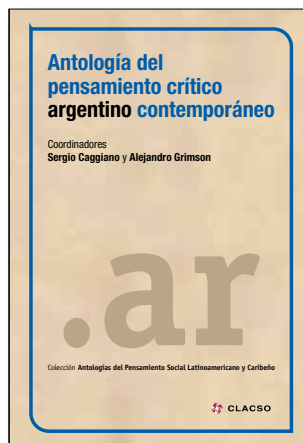 Antología del
pensamiento crítico
argentino contemporáneo
Coordinadores
Sergio Caggiano y Alejandro Grimson
.ar
Colección Antologías del Pensamiento Social Latinoamericano y Caribeño
CLACSO